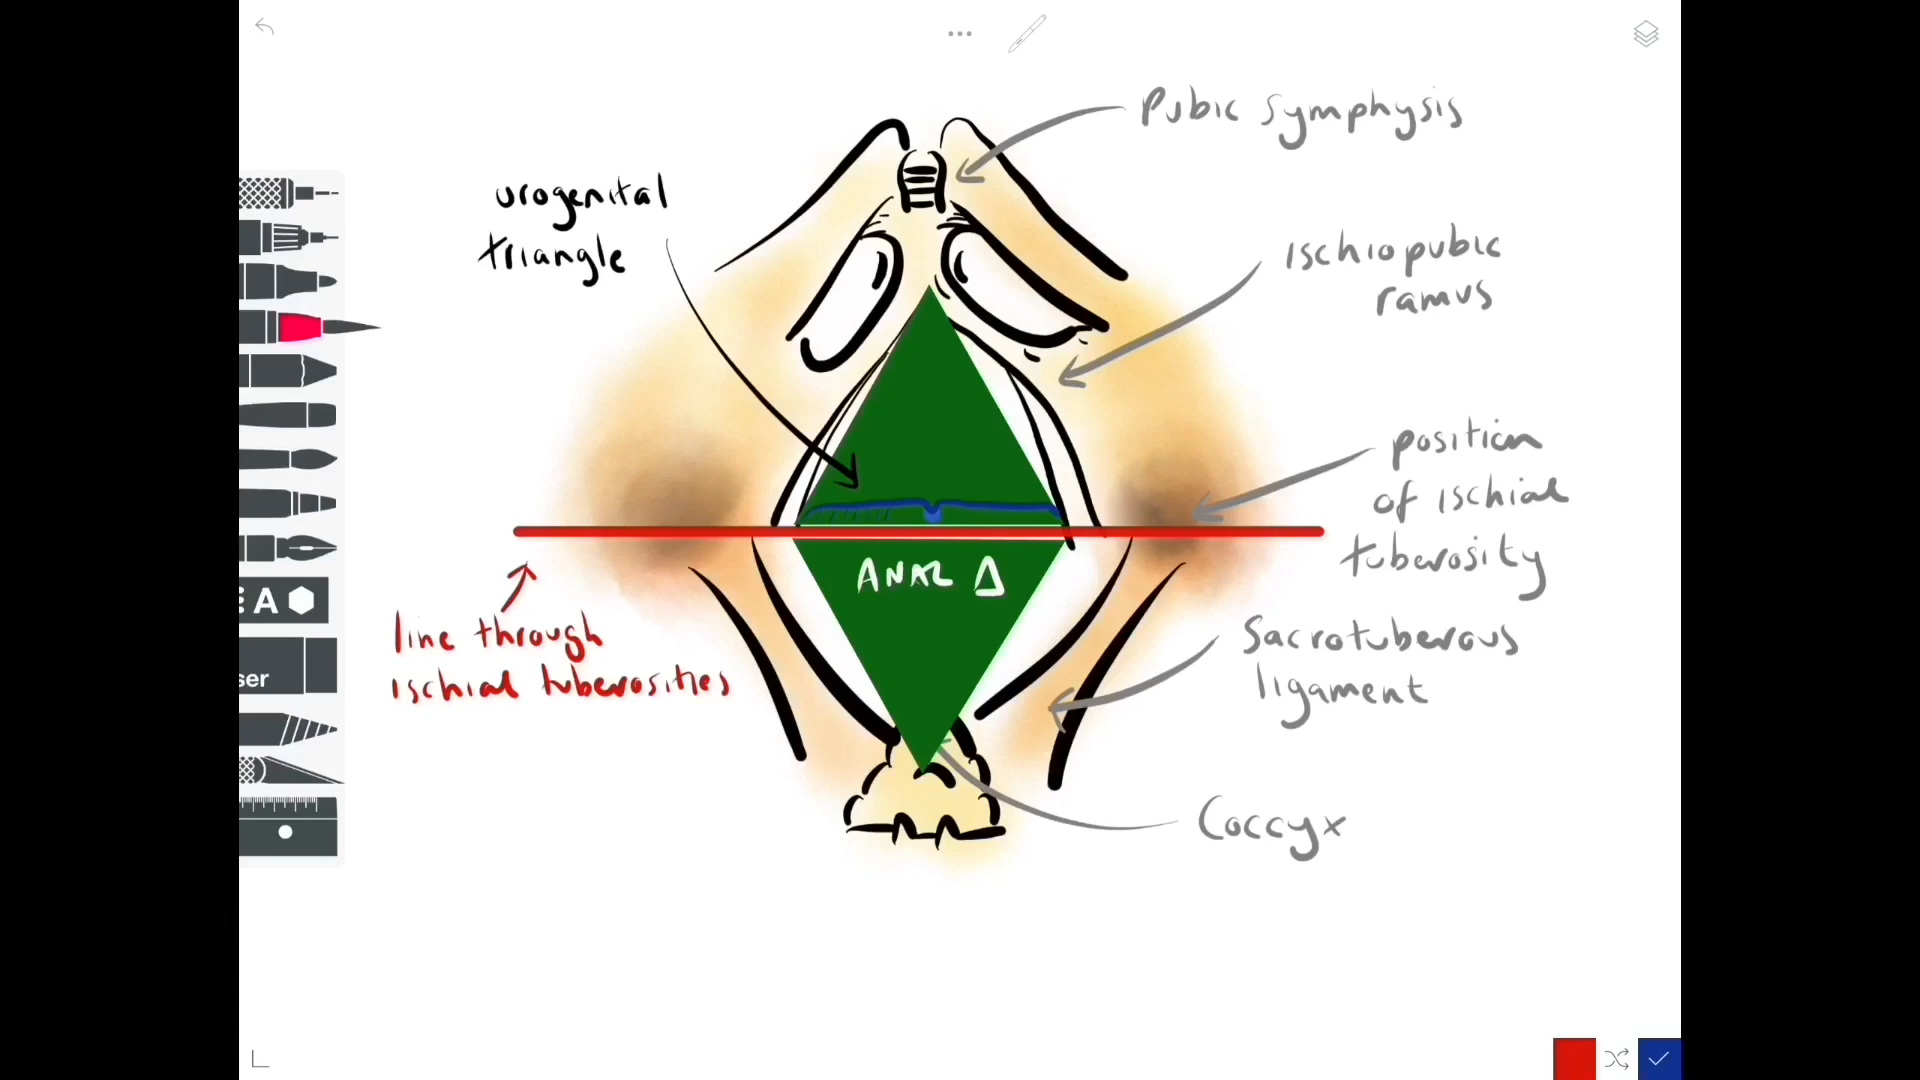 Pubic symphysis
urogenital
triangle
Ischiopubic
ramus
position
of ischial
tuberosity
ANAL Δ
line through
ischial tuberosities
Sacrotuberous
ligament
Coccyx
A
ser